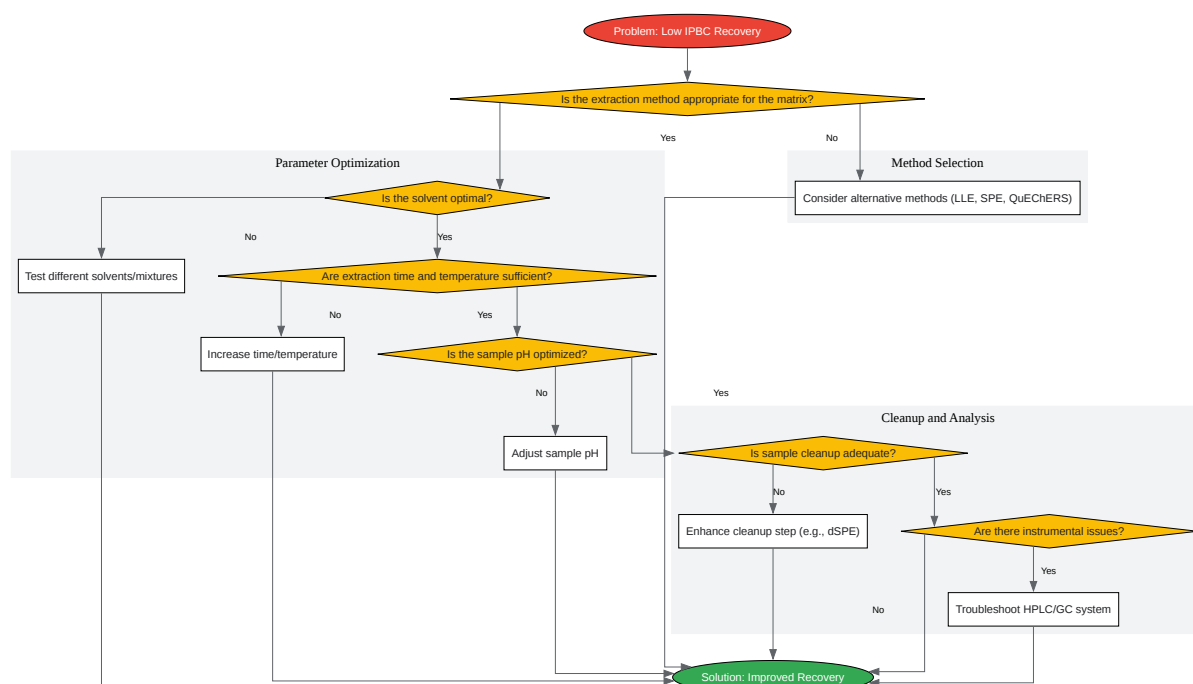 Problem: Low IPBC Recovery
Is the extraction method appropriate for the matrix?
Yes
No
Parameter Optimization
Method Selection
Is the solvent optimal?
Consider alternative methods (LLE, SPE, QuEChERS)
No
Yes
Test different solvents/mixtures
Are extraction time and temperature sufficient?
No
Yes
Increase time/temperature
Is the sample pH optimized?
No
Yes
Cleanup and Analysis
Adjust sample pH
Is sample cleanup adequate?
No
Yes
Enhance cleanup step (e.g., dSPE)
Are there instrumental issues?
Yes
No
Troubleshoot HPLC/GC system
Solution: Improved Recovery